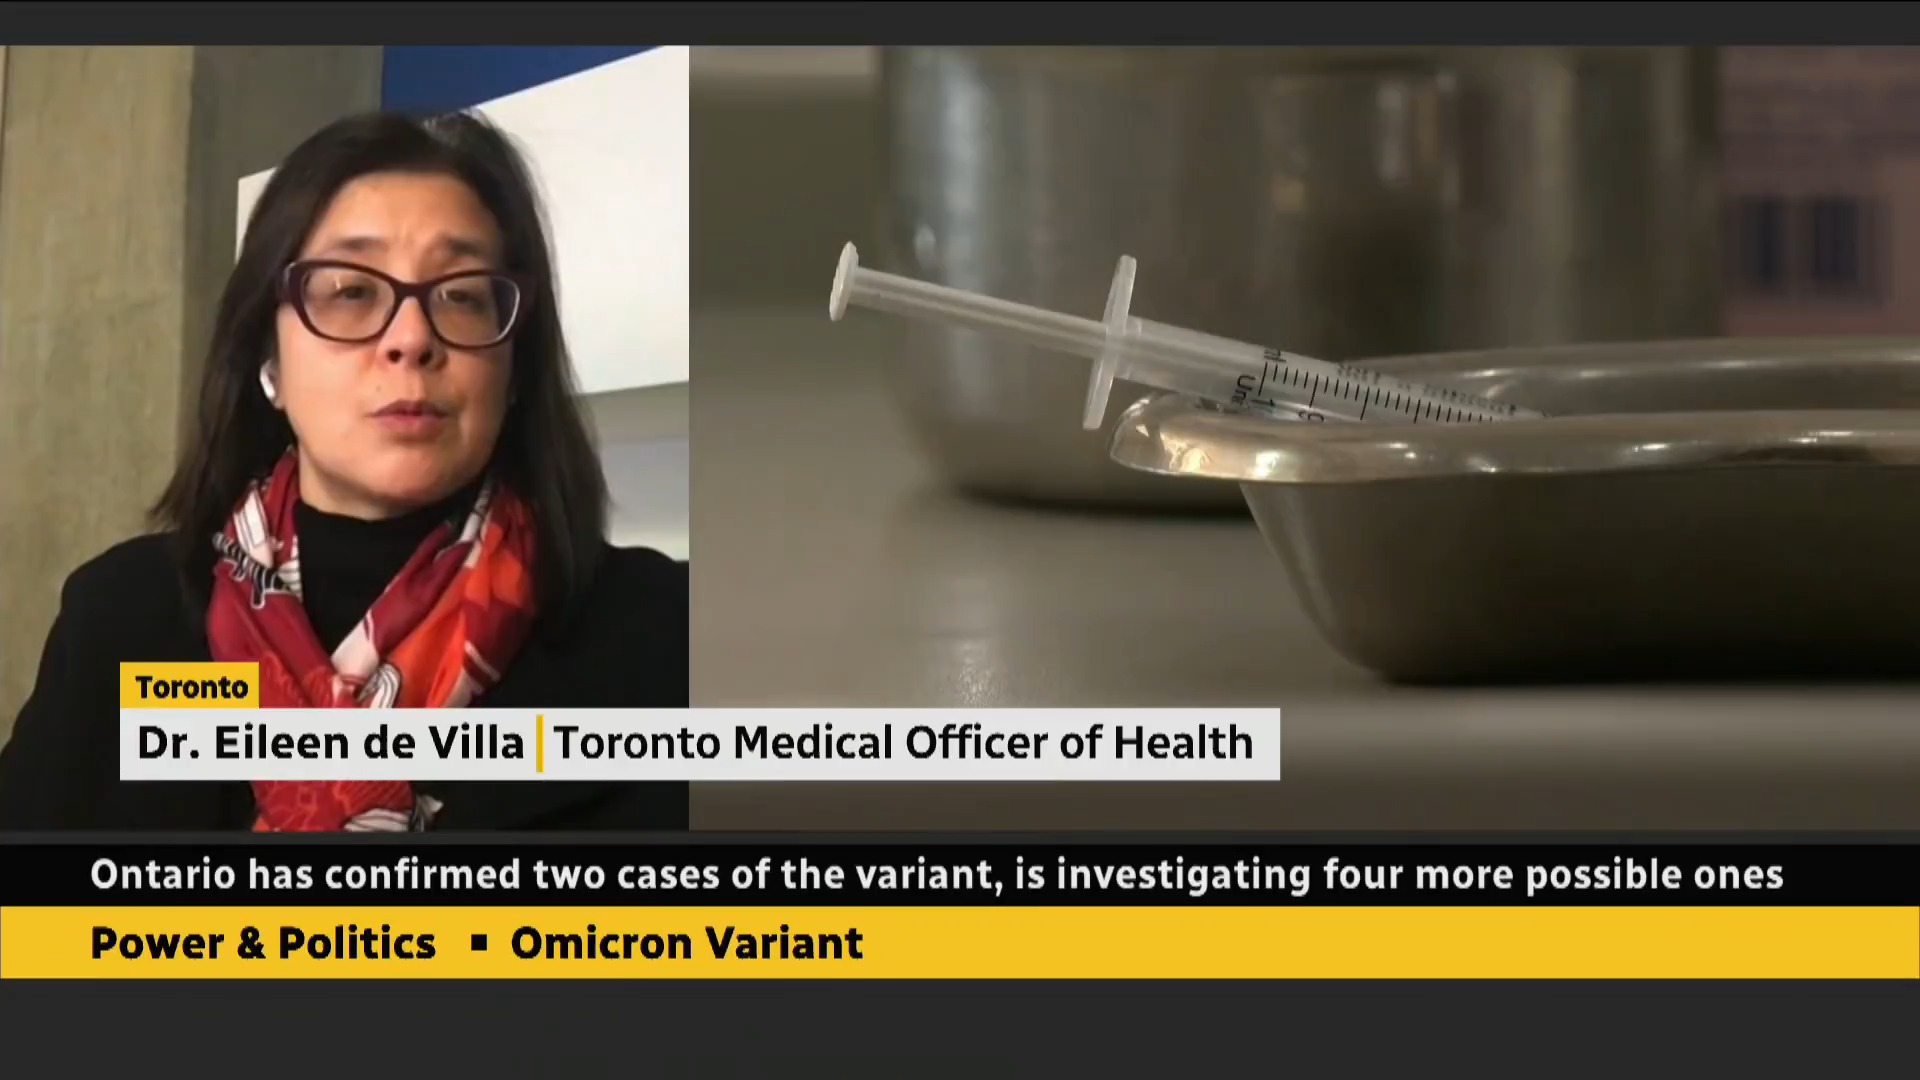 Toronto
Dr. Eileen de Villa | Toronto Medical Officer of Health
Ontario has confirmed two cases of the variant, is investigating four more possible ones
Power & Politics ▪ Omicron Variant